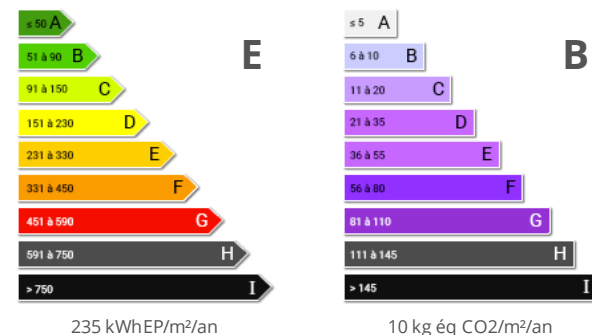 ≤ 50 A
51 à 90 B
E
91 à 150 C
151 à 230 D
231 à 330 E
331 à 450 F
451 à 590 G
591 à 750 H
> 750 I
235 kWhEP/m²/an
≤ 5 A
6 à 10 B
B
11 à 20 C
21 à 35 D
36 à 55 E
56 à 80 F
81 à 110 G
111 à 145 H
> 145 I
10 kg éq CO2/m²/an